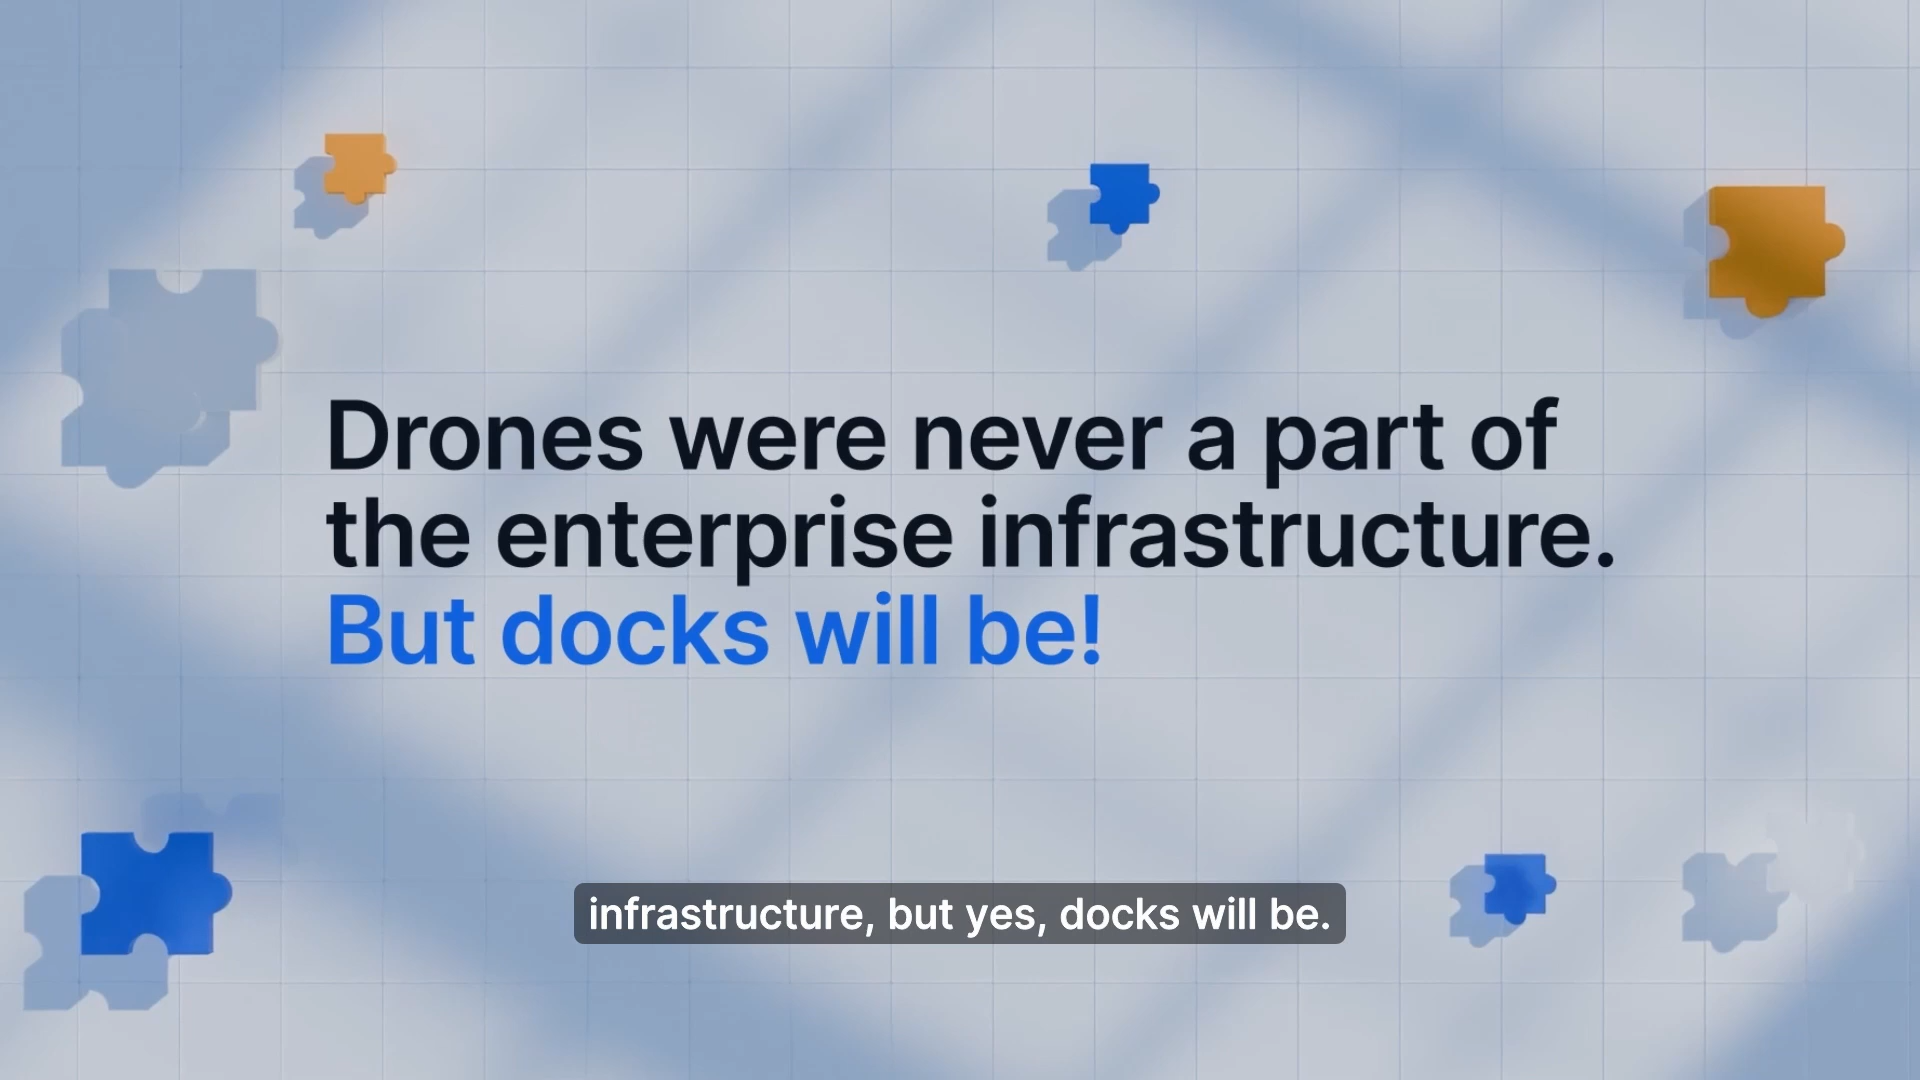 Drones were never a part of
the enterprise infrastructure.
But docks will be!
infrastructure, but yes, docks will be.